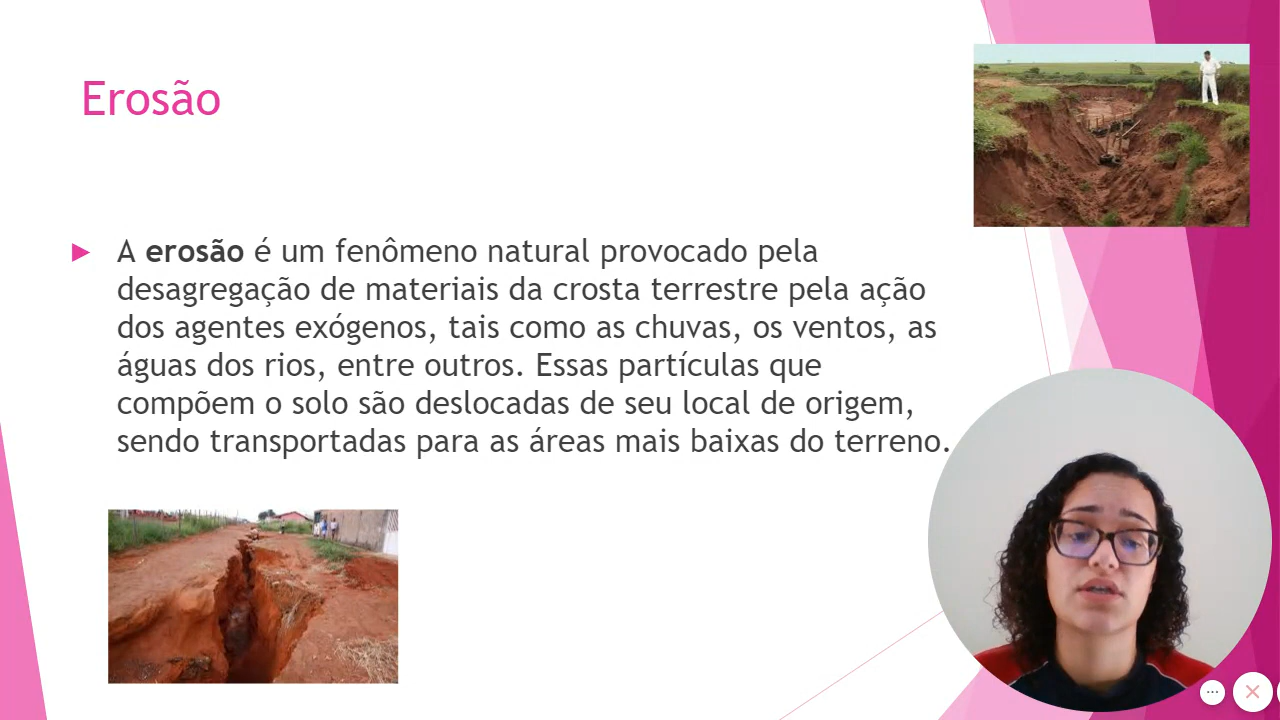 Erosão
A erosão é um fenômeno natural provocado pela
desagregação de materiais da crosta terrestre pela ação
dos agentes exógenos, tais como as chuvas, os ventos, as
águas dos rios, entre outros. Essas partículas que
compõem o solo são deslocadas de seu local de origem,
sendo transportadas para as áreas mais baixas do terreno.